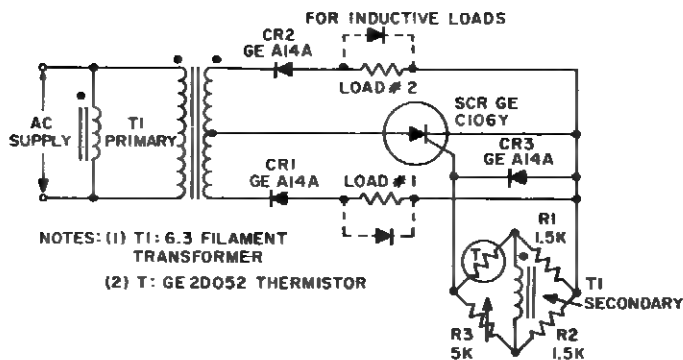 FOR INDUCTIVE LOADS
CR2
GE A14A
LOAD # 2
AC
SUPPLY
T1
PRIMARY
SCR GE
C106Y
CR3
GE A14A
CR1
GE A14A
LOAD # 1
NOTES: (1) T1: 6.3 FILAMENT
TRANSFORMER
(2) T: GE 2D052 THERMISTOR
R1
1.5K
T
T1
SECONDARY
R3
5K
R2
1.5K